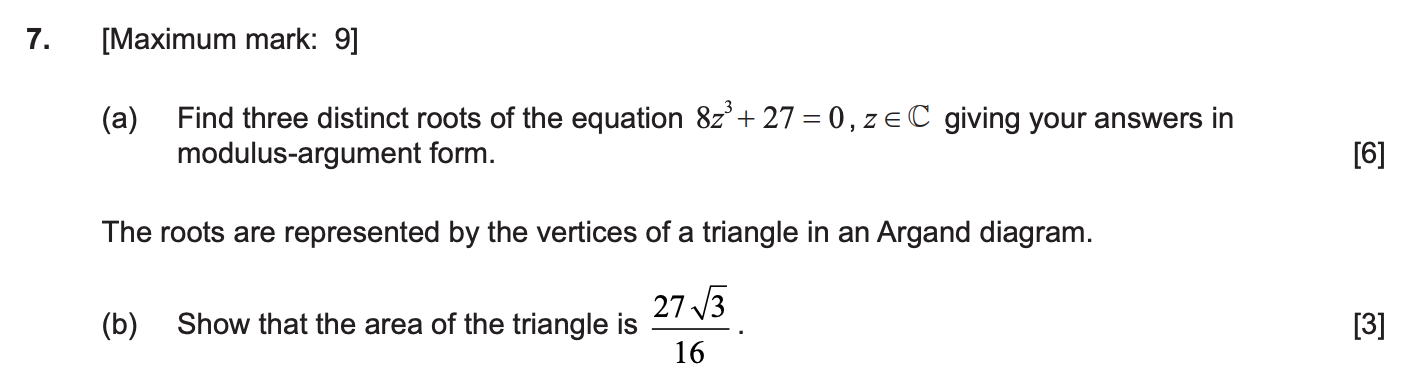 7. [Maximum mark: 9]
(a) Find three distinct roots of the equation 8z³ + 27 = 0, z ∈ ℂ giving your answers in
modulus-argument form. [6]
The roots are represented by the vertices of a triangle in an Argand diagram.
(b) Show that the area of the triangle is 27√3/16. [3]